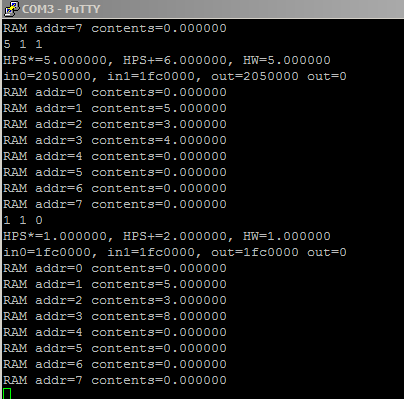 COM3 - PuTTY
RAM addr=7 contents=0.000000
5 1 1
HPS*=5.000000, HPS+=6.000000, HW=5.000000
in0=2050000, in1=1fc0000, out=2050000 out=0
RAM addr=0 contents=0.000000
RAM addr=1 contents=5.000000
RAM addr=2 contents=3.000000
RAM addr=3 contents=4.000000
RAM addr=4 contents=0.000000
RAM addr=5 contents=0.000000
RAM addr=6 contents=0.000000
RAM addr=7 contents=0.000000
1 1 0
HPS*=1.000000, HPS+=2.000000, HW=1.000000
in0=1fc0000, in1=1fc0000, out=1fc0000 out=0
RAM addr=0 contents=0.000000
RAM addr=1 contents=5.000000
RAM addr=2 contents=3.000000
RAM addr=3 contents=8.000000
RAM addr=4 contents=0.000000
RAM addr=5 contents=0.000000
RAM addr=6 contents=0.000000
RAM addr=7 contents=0.000000